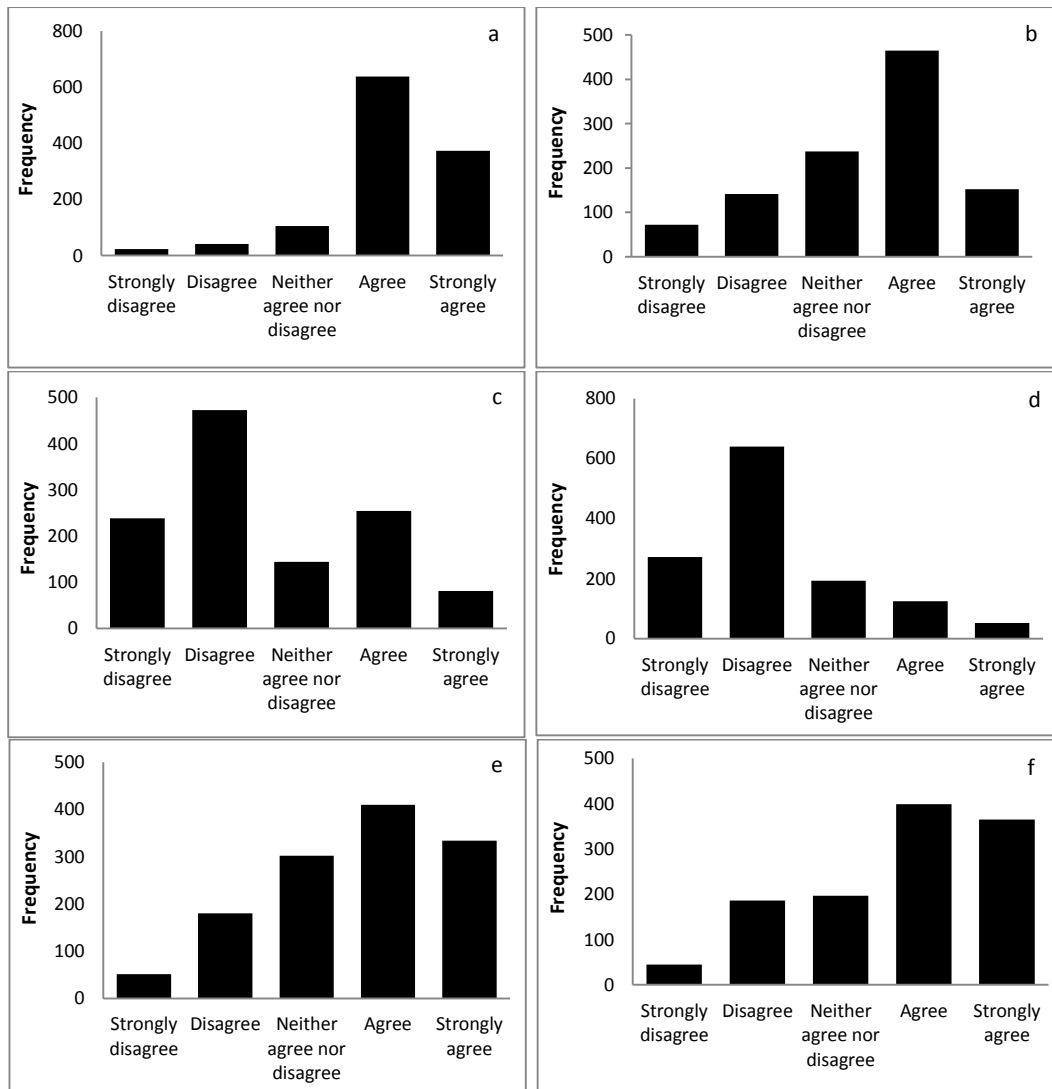 a
800
600
400
200
0
Frequency
Strongly disagree
Disagree
Neither agree nor disagree
Agree
Strongly agree
b
500
400
300
200
100
0
Frequency
Strongly disagree
Disagree
Neither agree nor disagree
Agree
Strongly agree
c
500
400
300
200
100
0
Frequency
Strongly disagree
Disagree
Neither agree nor disagree
Agree
Strongly agree
d
800
600
400
200
0
Frequency
Strongly disagree
Disagree
Neither agree nor disagree
Agree
Strongly agree
e
500
400
300
200
100
0
Frequency
Strongly disagree
Disagree
Neither agree nor disagree
Agree
Strongly agree
f
500
400
300
200
100
0
Frequency
Strongly disagree
Disagree
Neither agree nor disagree
Agree
Strongly agree